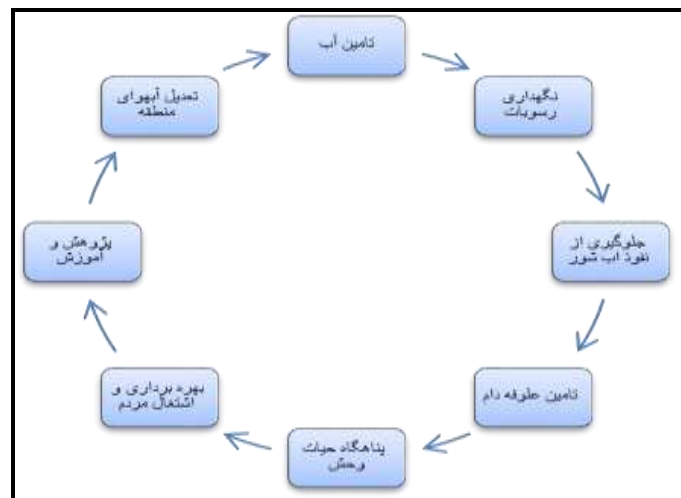 تامین آب
نگهداری
رسوبات
جلوگیری از
نفوذ آب شور
تامین علوفه دام
پناهگاه حیات
وحش
بهره برداری و
اشتغال مردم
پژوهش و
آموزش
تعدیل آبهوای
منطقه